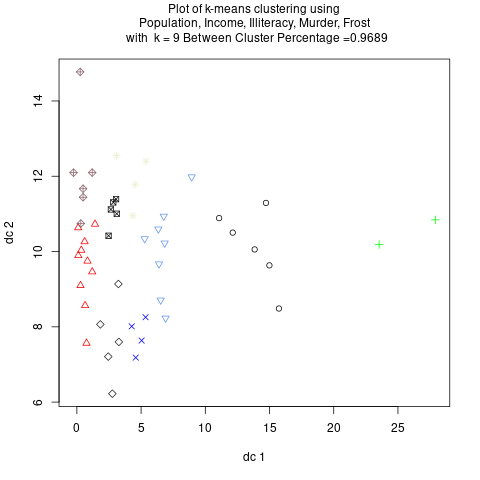 Plot of k-means clustering using
Population, Income, Illiteracy, Murder, Frost
with k = 9 Between Cluster Percentage =0.9689
14
12
10
8
6
dc 2
0 5 10 15 20 25
dc 1